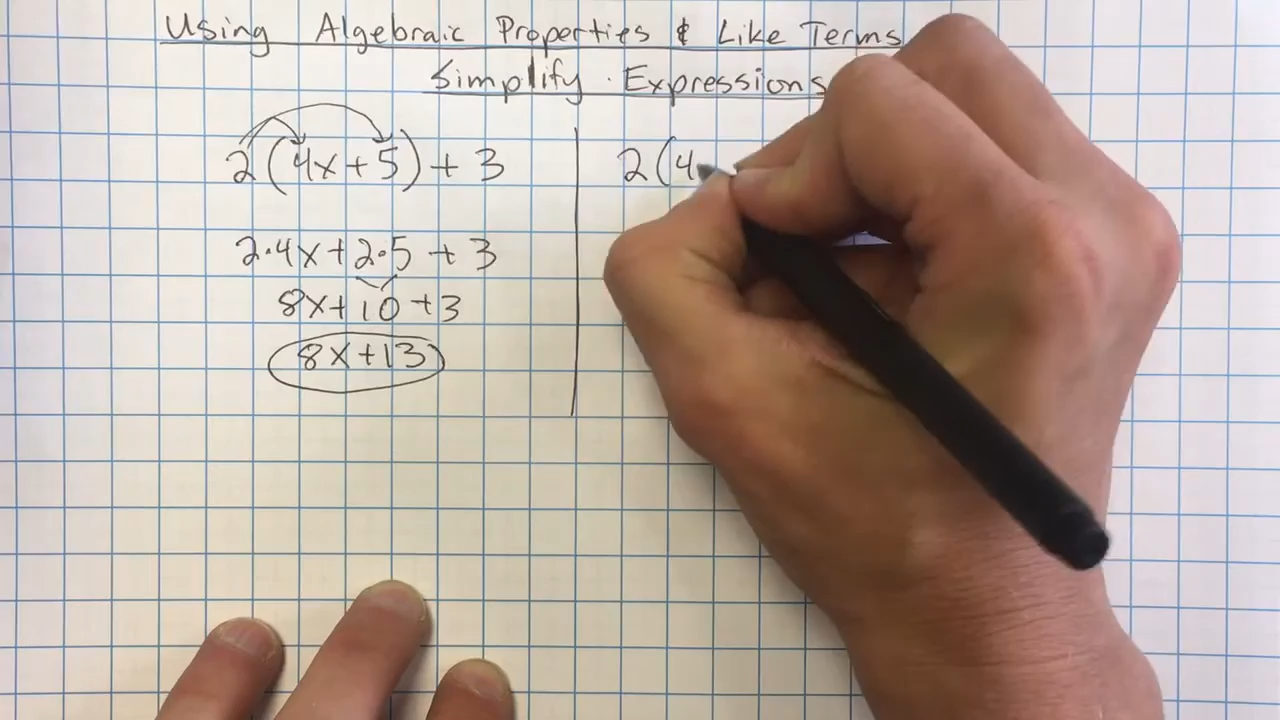 Using Algebraic Properties & Like Terms
Simplify Expressions
2(4x+5)+3
2·4x+2·5+3
8x+10+3
8x+13
2(4